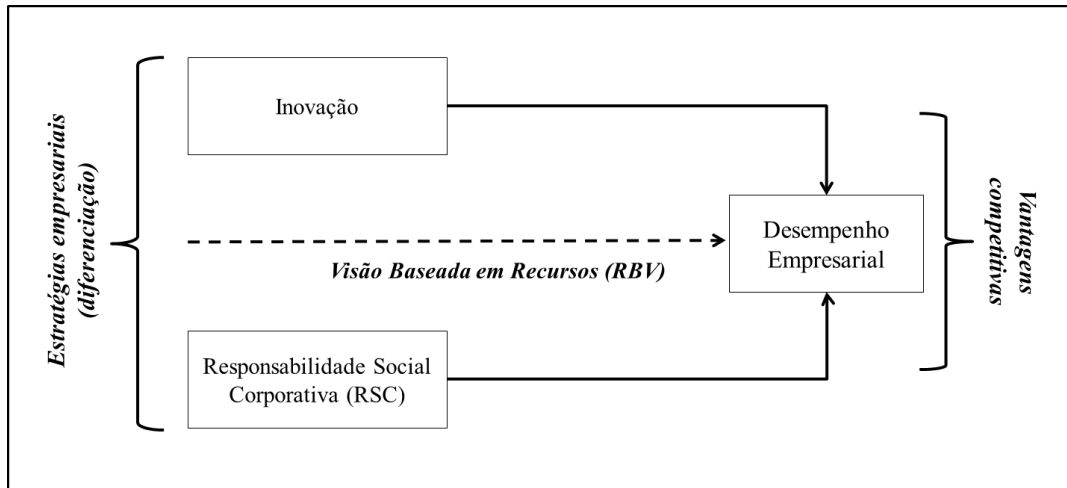 Estratégias empresariais
(diferenciação)
Inovação
Visão Baseada em Recursos (RBV)
Responsabilidade Social
Corporativa (RSC)
Desempenho
Empresarial
Vantagens
competitivas